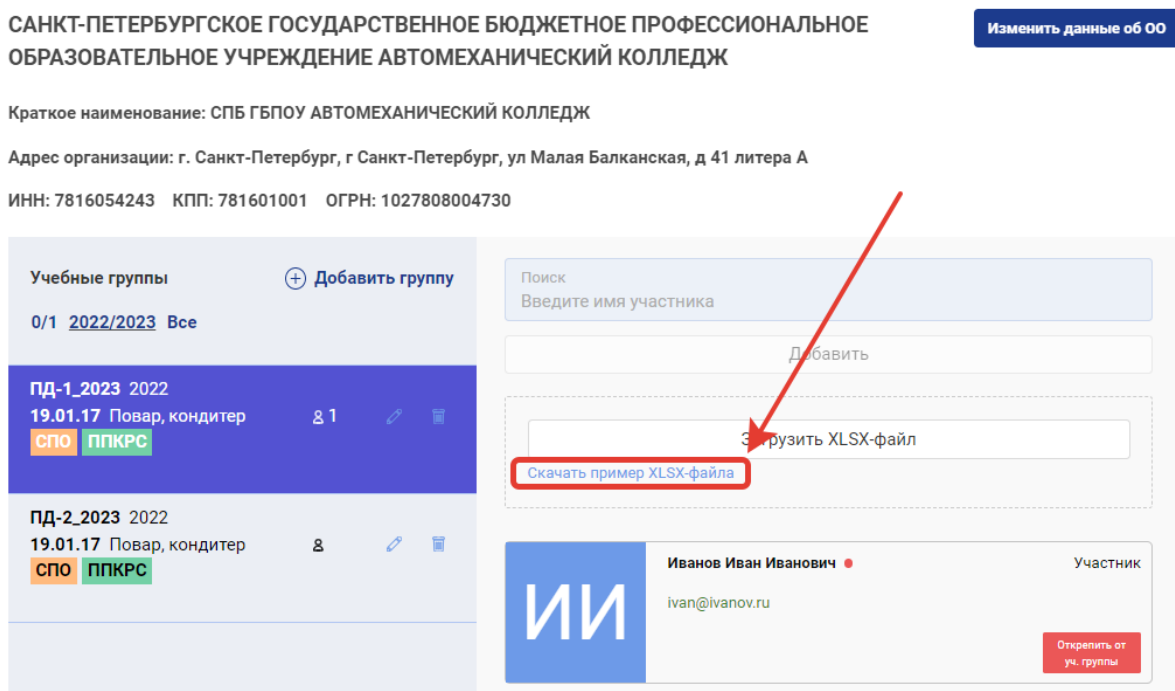 САНКТ-ПЕТЕРБУРГСКОЕ ГОСУДАРСТВЕННОЕ БЮДЖЕТНОЕ ПРОФЕССИОНАЛЬНОЕ
ОБРАЗОВАТЕЛЬНОЕ УЧРЕЖДЕНИЕ АВТОМЕХАНИЧЕСКИЙ КОЛЛЕДЖ
Изменить данные об ОО
Краткое наименование: СПБ ГБПОУ АВТОМЕХАНИЧЕСКИЙ КОЛЛЕДЖ
Адрес организации: г. Санкт-Петербург, г Санкт-Петербург, ул Малая Балканская, д 41 литера А
ИНН: 7816054243 КПП: 781601001 ОГРН: 1027808004730
Учебные группы
Добавить группу
0/1 2022/2023 Все
ПД-1_2023 2022
19.01.17 Повар, кондитер 1
СПО ППКРС
ПД-2_2023 2022
19.01.17 Повар, кондитер
СПО ППКРС
Поиск
Введите имя участника
Добавить
Загрузить XLSX-файл
Скачать пример XLSX-файла
ИИ
Иванов Иван Иванович
Участник
ivan@ivanov.ru
Открепить от
уч. группы